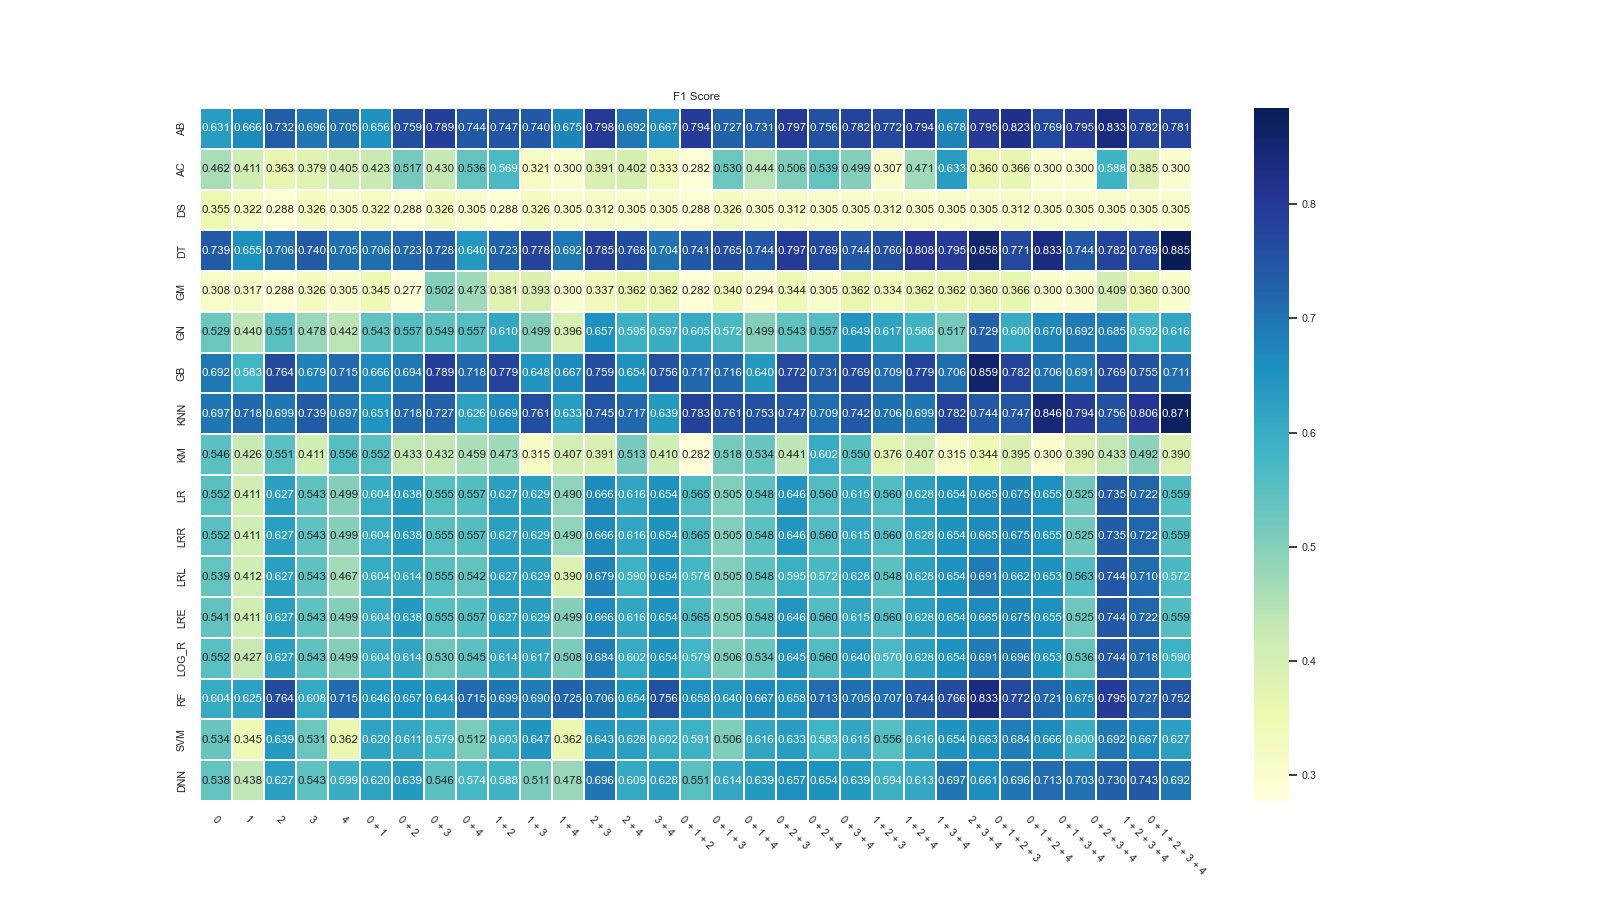 F1 Score
AB 0.631 0.666 0.732 0.696 0.705 0.656 0.759 0.789 0.744 0.747 0.740 0.675 0.798 0.692 0.667 0.794 0.727 0.731 0.797 0.756 0.782 0.772 0.794 0.678 0.795 0.823 0.769 0.795 0.833 0.782 0.781
AC 0.462 0.411 0.363 0.379 0.405 0.423 0.517 0.430 0.536 0.569 0.321 0.300 0.391 0.402 0.333 0.282 0.530 0.444 0.506 0.539 0.499 0.307 0.471 0.633 0.360 0.366 0.300 0.300 0.588 0.385 0.300
DS 0.355 0.322 0.288 0.326 0.305 0.322 0.288 0.326 0.305 0.288 0.326 0.305 0.312 0.305 0.305 0.288 0.326 0.305 0.312 0.305 0.305 0.312 0.305 0.305 0.305 0.312 0.305 0.305 0.305 0.305 0.305
0.8
DT 0.739 0.655 0.706 0.740 0.705 0.706 0.723 0.728 0.640 0.723 0.778 0.692 0.785 0.768 0.704 0.741 0.765 0.744 0.797 0.769 0.744 0.760 0.808 0.795 0.858 0.771 0.833 0.744 0.782 0.769 0.885
GM 0.308 0.317 0.288 0.326 0.305 0.345 0.277 0.502 0.473 0.381 0.393 0.300 0.337 0.362 0.362 0.282 0.340 0.294 0.344 0.305 0.362 0.334 0.362 0.362 0.360 0.366 0.300 0.300 0.409 0.360 0.300
0.7
GN 0.529 0.440 0.551 0.478 0.442 0.543 0.557 0.549 0.557 0.610 0.499 0.396 0.657 0.595 0.597 0.605 0.572 0.499 0.543 0.557 0.649 0.617 0.586 0.517 0.729 0.600 0.670 0.692 0.685 0.592 0.616
GB 0.692 0.583 0.764 0.679 0.715 0.666 0.694 0.789 0.718 0.779 0.648 0.667 0.759 0.654 0.756 0.717 0.716 0.640 0.772 0.731 0.769 0.709 0.779 0.706 0.859 0.782 0.706 0.691 0.769 0.755 0.711
KNN 0.697 0.718 0.699 0.739 0.697 0.651 0.718 0.727 0.626 0.669 0.761 0.633 0.745 0.717 0.639 0.783 0.761 0.753 0.747 0.709 0.742 0.706 0.699 0.782 0.744 0.747 0.846 0.794 0.756 0.806 0.871
0.6
KM 0.546 0.426 0.551 0.411 0.556 0.552 0.433 0.432 0.459 0.473 0.315 0.407 0.391 0.513 0.410 0.282 0.518 0.534 0.441 0.602 0.550 0.376 0.407 0.315 0.344 0.395 0.300 0.390 0.433 0.492 0.390
LR 0.552 0.411 0.627 0.543 0.499 0.604 0.638 0.555 0.557 0.627 0.629 0.490 0.666 0.616 0.654 0.565 0.505 0.548 0.646 0.560 0.615 0.560 0.628 0.654 0.665 0.675 0.655 0.525 0.735 0.722 0.559
LRR 0.552 0.411 0.627 0.543 0.499 0.604 0.638 0.555 0.557 0.627 0.629 0.490 0.666 0.616 0.654 0.565 0.505 0.548 0.646 0.560 0.615 0.560 0.628 0.654 0.665 0.675 0.655 0.525 0.735 0.722 0.559
0.5
LRL 0.539 0.412 0.627 0.543 0.467 0.604 0.614 0.555 0.542 0.627 0.629 0.390 0.679 0.590 0.654 0.578 0.505 0.548 0.595 0.572 0.628 0.548 0.628 0.654 0.691 0.662 0.653 0.563 0.744 0.710 0.572
LRE 0.541 0.411 0.627 0.543 0.499 0.604 0.638 0.555 0.557 0.627 0.629 0.499 0.666 0.616 0.654 0.565 0.505 0.548 0.646 0.560 0.615 0.560 0.628 0.654 0.665 0.675 0.655 0.525 0.744 0.722 0.559
LOG_R 0.552 0.427 0.627 0.543 0.499 0.604 0.614 0.530 0.545 0.614 0.617 0.508 0.684 0.602 0.654 0.579 0.506 0.534 0.645 0.560 0.640 0.570 0.628 0.654 0.691 0.696 0.653 0.536 0.744 0.718 0.590
0.4
RF 0.604 0.625 0.764 0.608 0.715 0.646 0.657 0.644 0.715 0.699 0.690 0.725 0.706 0.654 0.756 0.658 0.640 0.667 0.658 0.713 0.705 0.707 0.744 0.766 0.833 0.772 0.721 0.675 0.795 0.727 0.752
SVM 0.534 0.345 0.639 0.531 0.362 0.620 0.611 0.579 0.512 0.603 0.647 0.362 0.643 0.628 0.602 0.591 0.506 0.616 0.633 0.583 0.615 0.556 0.616 0.654 0.663 0.684 0.666 0.600 0.692 0.667 0.627
0.3
DNN 0.538 0.438 0.627 0.543 0.599 0.620 0.639 0.546 0.574 0.588 0.511 0.478 0.696 0.609 0.628 0.551 0.614 0.639 0.657 0.654 0.639 0.594 0.613 0.697 0.661 0.696 0.713 0.703 0.730 0.743 0.692
0
1
2
3
4
0 + 1
0 + 2
0 + 3
0 + 4
1 + 2
1 + 3
1 + 4
2 + 3
2 + 4
3 + 4
0 + 1 + 2
0 + 1 + 3
0 + 1 + 4
0 + 2 + 3
0 + 2 + 4
0 + 3 + 4
1 + 2 + 3
1 + 2 + 4
1 + 3 + 4
2 + 3 + 4
0 + 1 + 2 + 3
0 + 1 + 2 + 4
0 + 1 + 3 + 4
0 + 2 + 3 + 4
1 + 2 + 3 + 4
0 + 1 + 2 + 3 + 4